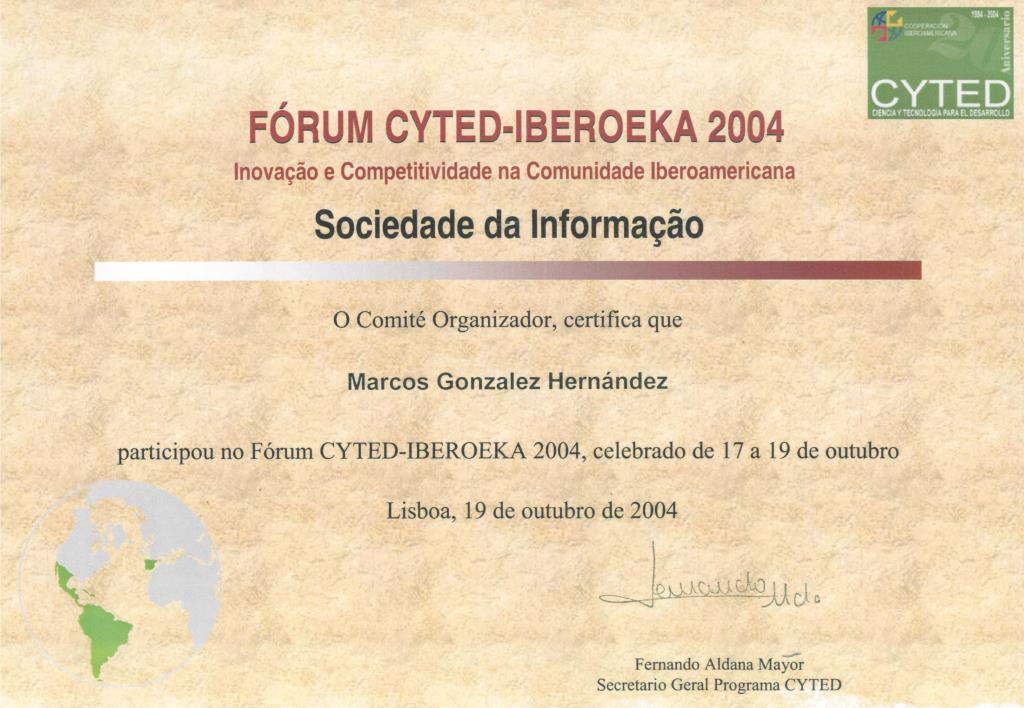 1984 - 2004
COOPERACIÓN
IBEROAMERICANA
20
Aniversario
CYTED
CIENCIA Y TECNOLOGÍA PARA EL DESARROLLO
FÓRUM CYTED-IBEROEKA 2004
Inovação e Competitividade na Comunidade Iberoamericana
Sociedade da Informação
O Comité Organizador, certifica que
Marcos Gonzalez Hernández
participou no Fórum CYTED-IBEROEKA 2004, celebrado de 17 a 19 de outubro
Lisboa, 19 de outubro de 2004
Fernando Aldana Mayor
Secretario Geral Programa CYTED